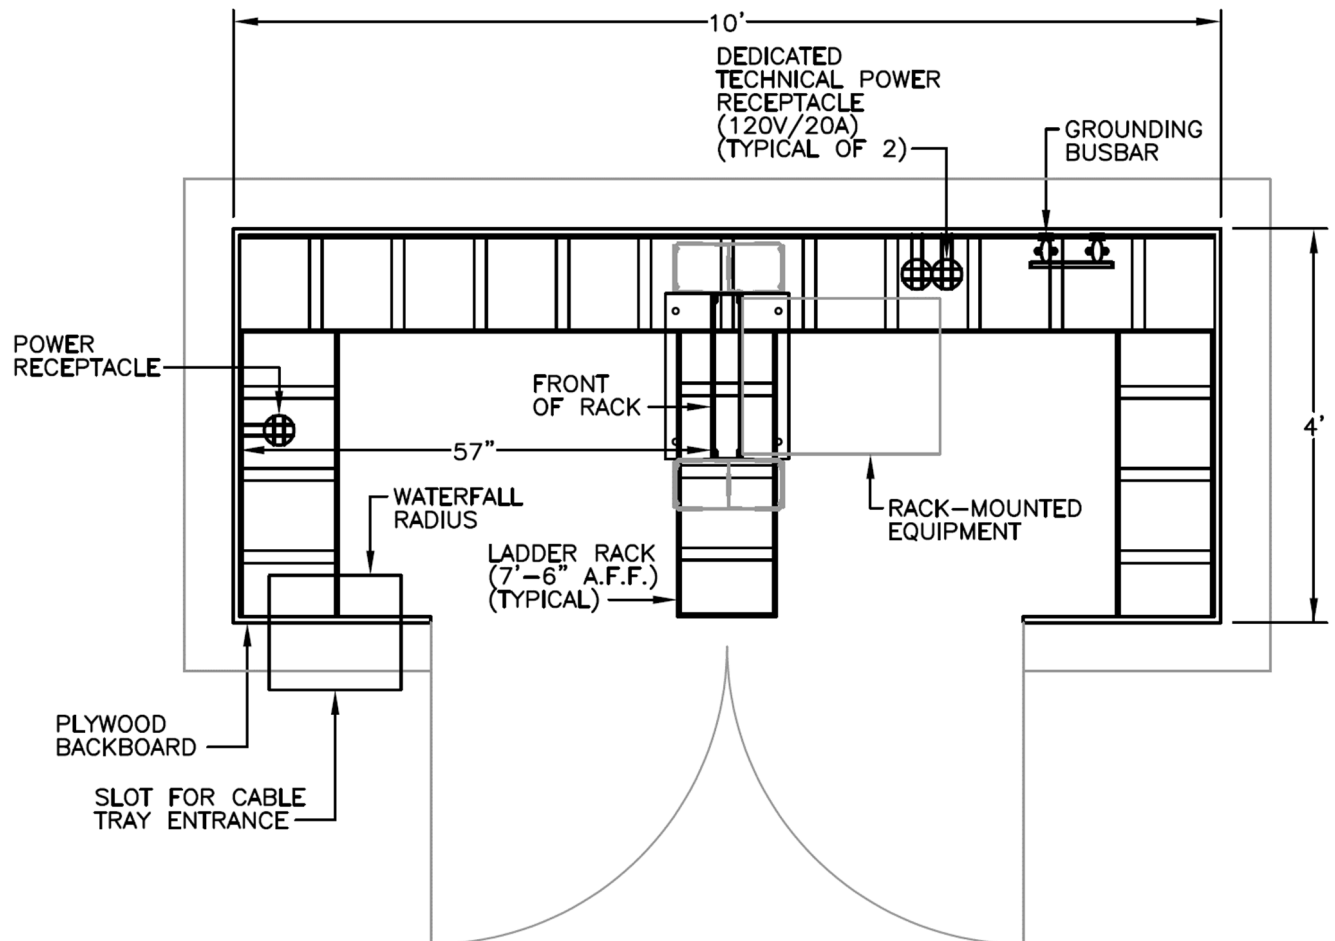 10'
DEDICATED
TECHNICAL POWER
RECEPTACLE
(120V/20A)
(TYPICAL OF 2)
GROUNDING
BUSBAR
POWER
RECEPTACLE
FRONT
OF RACK
4'
57"
WATERFALL
RADIUS
RACK-MOUNTED
EQUIPMENT
LADDER RACK
(7'-6" A.F.F.)
(TYPICAL)
PLYWOOD
BACKBOARD
SLOT FOR CABLE
TRAY ENTRANCE